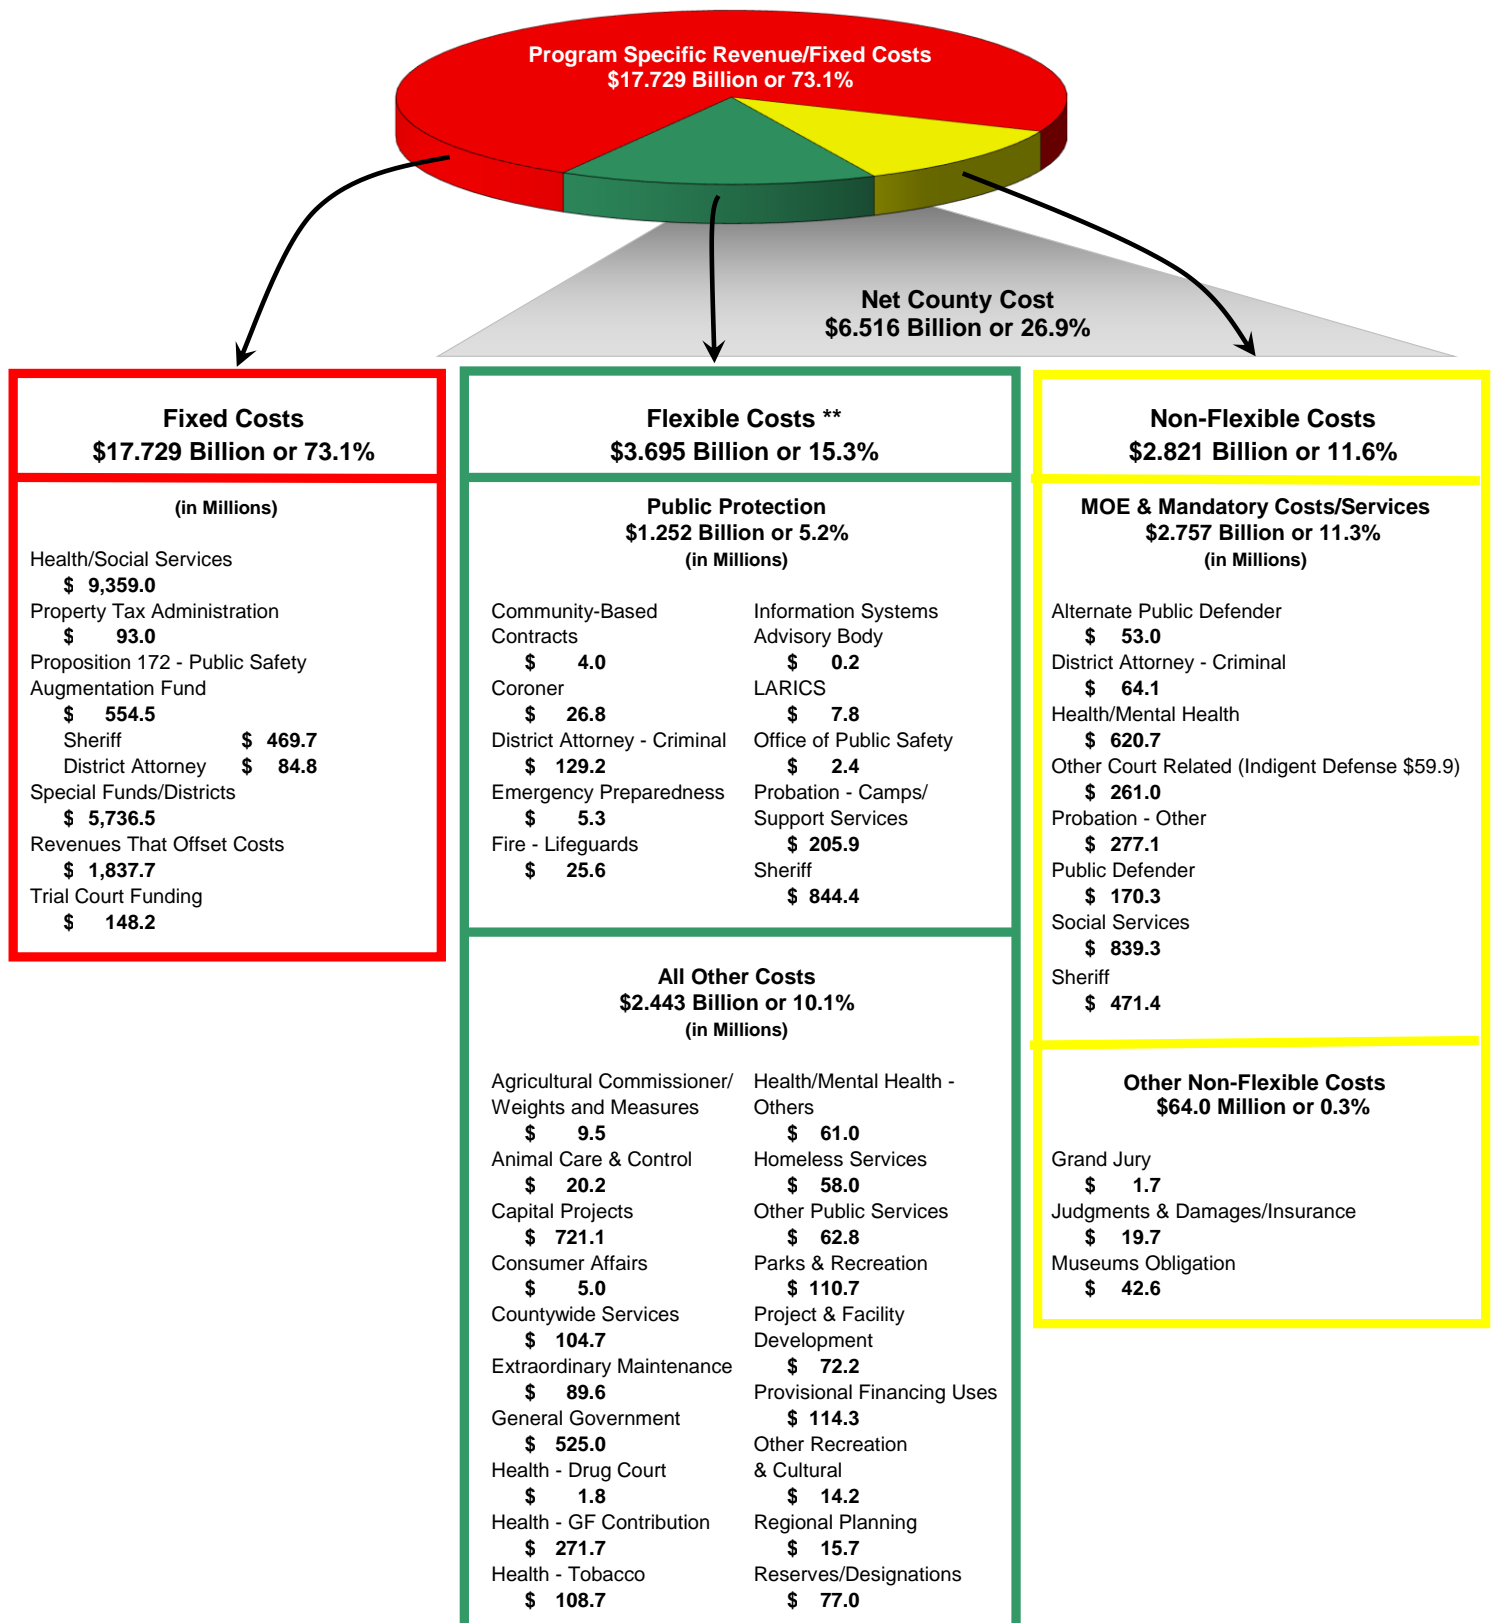 Program Specific Revenue/Fixed Costs
$17.729 Billion or 73.1%
Net County Cost
$6.516 Billion or 26.9%
Fixed Costs
$17.729 Billion or 73.1%
(in Millions)
Health/Social Services
$ 9,359.0
Property Tax Administration
$ 93.0
Proposition 172 - Public Safety
Augmentation Fund
$ 554.5
Sheriff $ 469.7
District Attorney $ 84.8
Special Funds/Districts
$ 5,736.5
Revenues That Offset Costs
$ 1,837.7
Trial Court Funding
$ 148.2
Flexible Costs **
$3.695 Billion or 15.3%
Public Protection
$1.252 Billion or 5.2%
(in Millions)
Community-Based
Contracts
$ 4.0
Coroner
$ 26.8
District Attorney - Criminal
$ 129.2
Emergency Preparedness
$ 5.3
Fire - Lifeguards
$ 25.6
Information Systems
Advisory Body
$ 0.2
LARICS
$ 7.8
Office of Public Safety
$ 2.4
Probation - Camps/
Support Services
$ 205.9
Sheriff
$ 844.4
All Other Costs
$2.443 Billion or 10.1%
(in Millions)
Agricultural Commissioner/
Weights and Measures
$ 9.5
Animal Care & Control
$ 20.2
Capital Projects
$ 721.1
Consumer Affairs
$ 5.0
Countywide Services
$ 104.7
Extraordinary Maintenance
$ 89.6
General Government
$ 525.0
Health - Drug Court
$ 1.8
Health - GF Contribution
$ 271.7
Health - Tobacco
$ 108.7
Health/Mental Health -
Others
$ 61.0
Homeless Services
$ 58.0
Other Public Services
$ 62.8
Parks & Recreation
$ 110.7
Project & Facility
Development
$ 72.2
Provisional Financing Uses
$ 114.3
Other Recreation
& Cultural
$ 14.2
Regional Planning
$ 15.7
Reserves/Designations
$ 77.0
Non-Flexible Costs
$2.821 Billion or 11.6%
MOE & Mandatory Costs/Services
$2.757 Billion or 11.3%
(in Millions)
Alternate Public Defender
$ 53.0
District Attorney - Criminal
$ 64.1
Health/Mental Health
$ 620.7
Other Court Related (Indigent Defense $59.9)
$ 261.0
Probation - Other
$ 277.1
Public Defender
$ 170.3
Social Services
$ 839.3
Sheriff
$ 471.4
Other Non-Flexible Costs
$64.0 Million or 0.3%
Grand Jury
$ 1.7
Judgments & Damages/Insurance
$ 19.7
Museums Obligation
$ 42.6